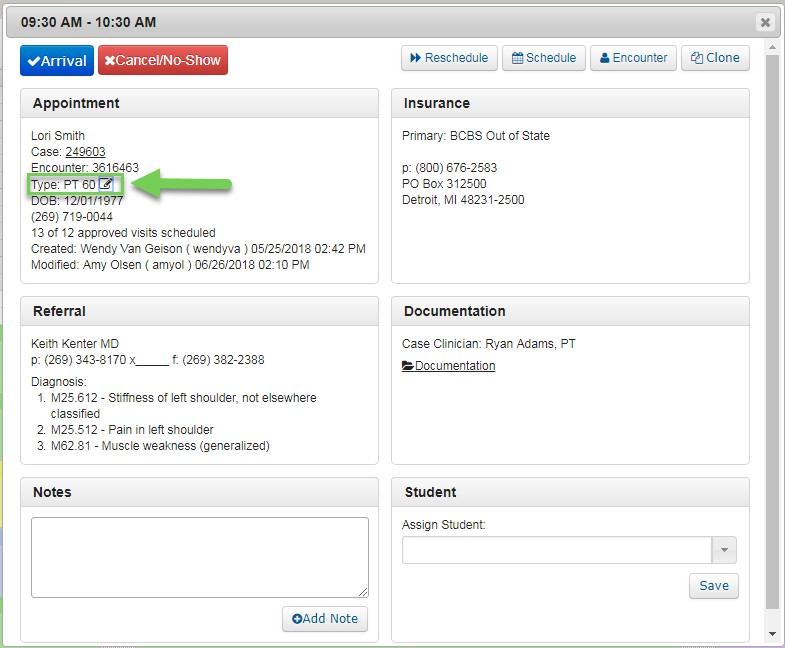 09:30 AM - 10:30 AM
Arrival
Cancel/No-Show
Reschedule
Schedule
Encounter
Clone
Appointment
Lori Smith
Case: 249603
Encounter: 3616463
Type: PT 60
DOB: 12/01/1977
(269) 719-0044
13 of 12 approved visits scheduled
Created: Wendy Van Geison ( wendyva ) 05/25/2018 02:42 PM
Modified: Amy Olsen ( amyol ) 06/26/2018 02:10 PM
Insurance
Primary: BCBS Out of State
p: (800) 676-2583
PO Box 312500
Detroit, MI 48231-2500
Referral
Keith Kenter MD
p: (269) 343-8170 x_____ f: (269) 382-2388
Diagnosis:
1. M25.612 - Stiffness of left shoulder, not elsewhere
classified
2. M25.512 - Pain in left shoulder
3. M62.81 - Muscle weakness (generalized)
Documentation
Case Clinician: Ryan Adams, PT
Documentation
Notes
Add Note
Student
Assign Student:
Save